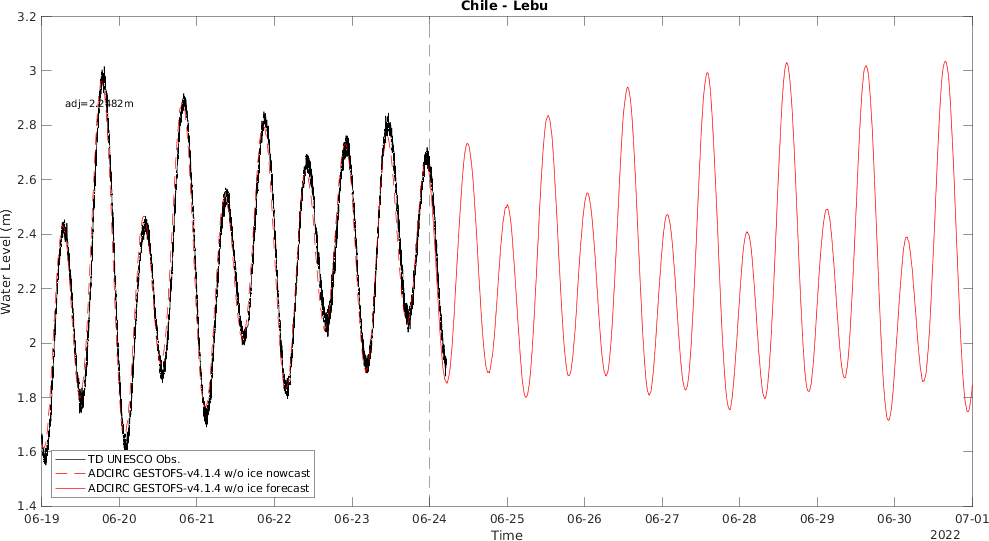 Chile - Lebu
3.2
3
2.8
2.6
2.4
2.2
2
1.8
1.6
1.4
Water Level (m)
adj=2.2482m
TD UNESCO Obs.
ADCIRC GESTOFS-v4.1.4 w/o ice nowcast
ADCIRC GESTOFS-v4.1.4 w/o ice forecast
06-19 06-20 06-21 06-22 06-23 06-24 06-25 06-26 06-27 06-28 06-29 06-30 07-01
Time
2022